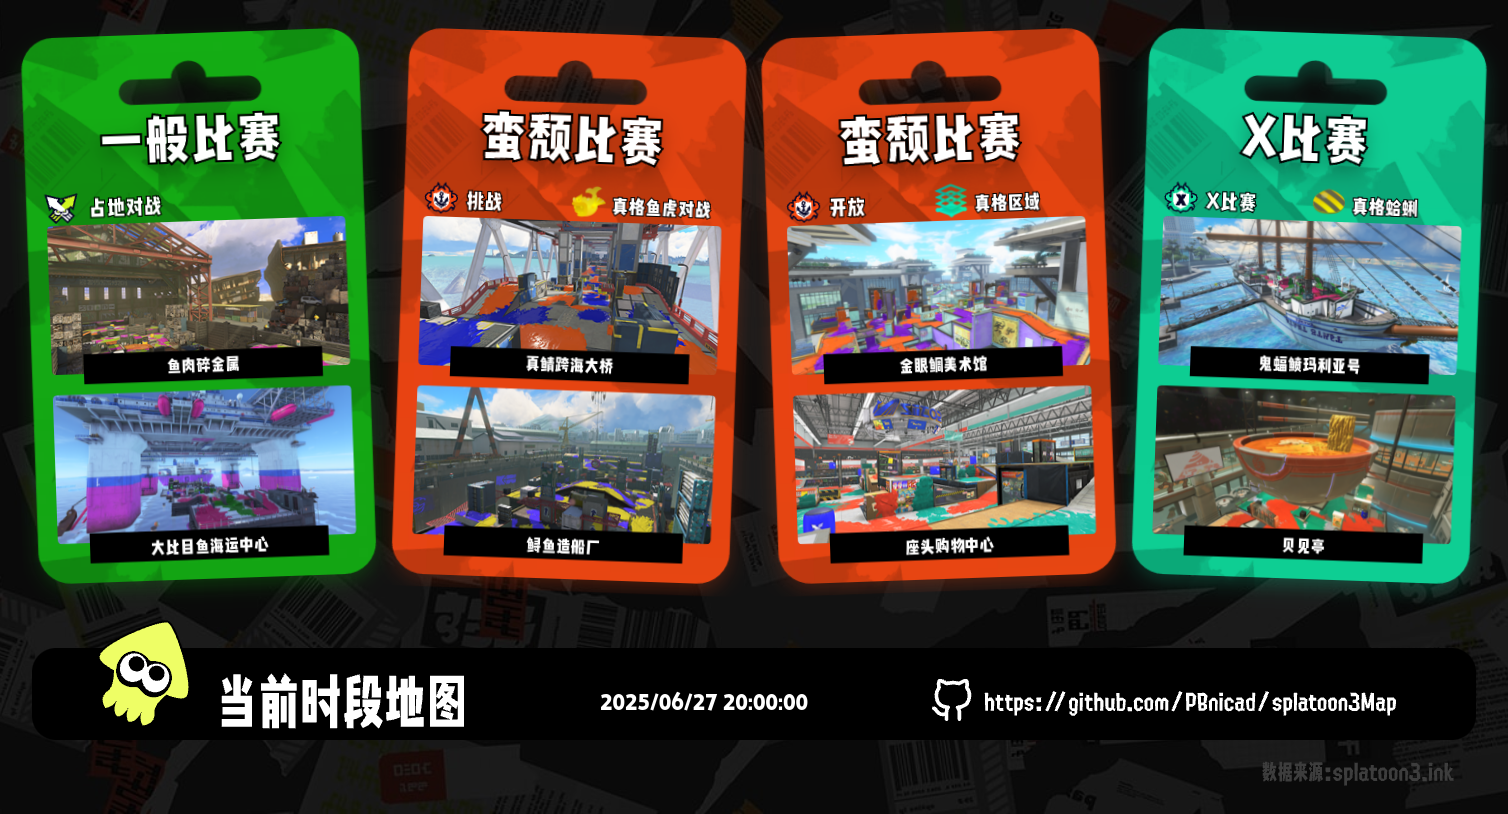 一般比赛
占地对战
鱼肉碎金属
大比目鱼海运中心
蛮颓比赛
挑战
真格鱼虎对战
真鲭跨海大桥
鲟鱼造船厂
蛮颓比赛
开放
真格区域
金眼鲷美术馆
座头购物中心
X比赛
X比赛
真格蛤蜊
鬼蝠鲼玛利亚号
贝见亭
当前时段地图
2025/06/27 20:00:00
https://github.com/PBnicad/splatoon3Map
数据来源:splatoon3.ink